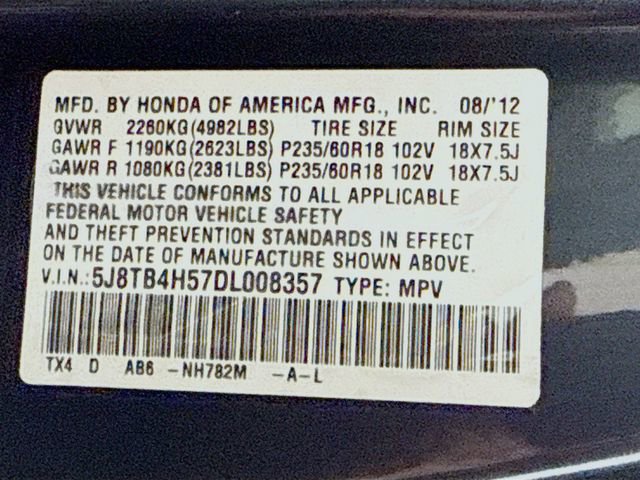 MFD. BY HONDA OF AMERICA MFG., INC. 08/'12
GVWR 2260KG(4982LBS) TIRE SIZE RIM SIZE
GAWR F 1190KG(2623LBS) P235/60R18 102V 18X7.5J
GAWR R 1080KG(2381LBS) P235/60R18 102V 18X7.5J
THIS VEHICLE CONFORMS TO ALL APPLICABLE
FEDERAL MOTOR VEHICLE SAFETY
AND THEFT PREVENTION STANDARDS IN EFFECT
ON THE DATE OF MANUFACTURE SHOWN ABOVE.
V.I.N.:5J8TB4H57DL008357 TYPE: MPV
TX4 D AB6 -NH782M -A-L